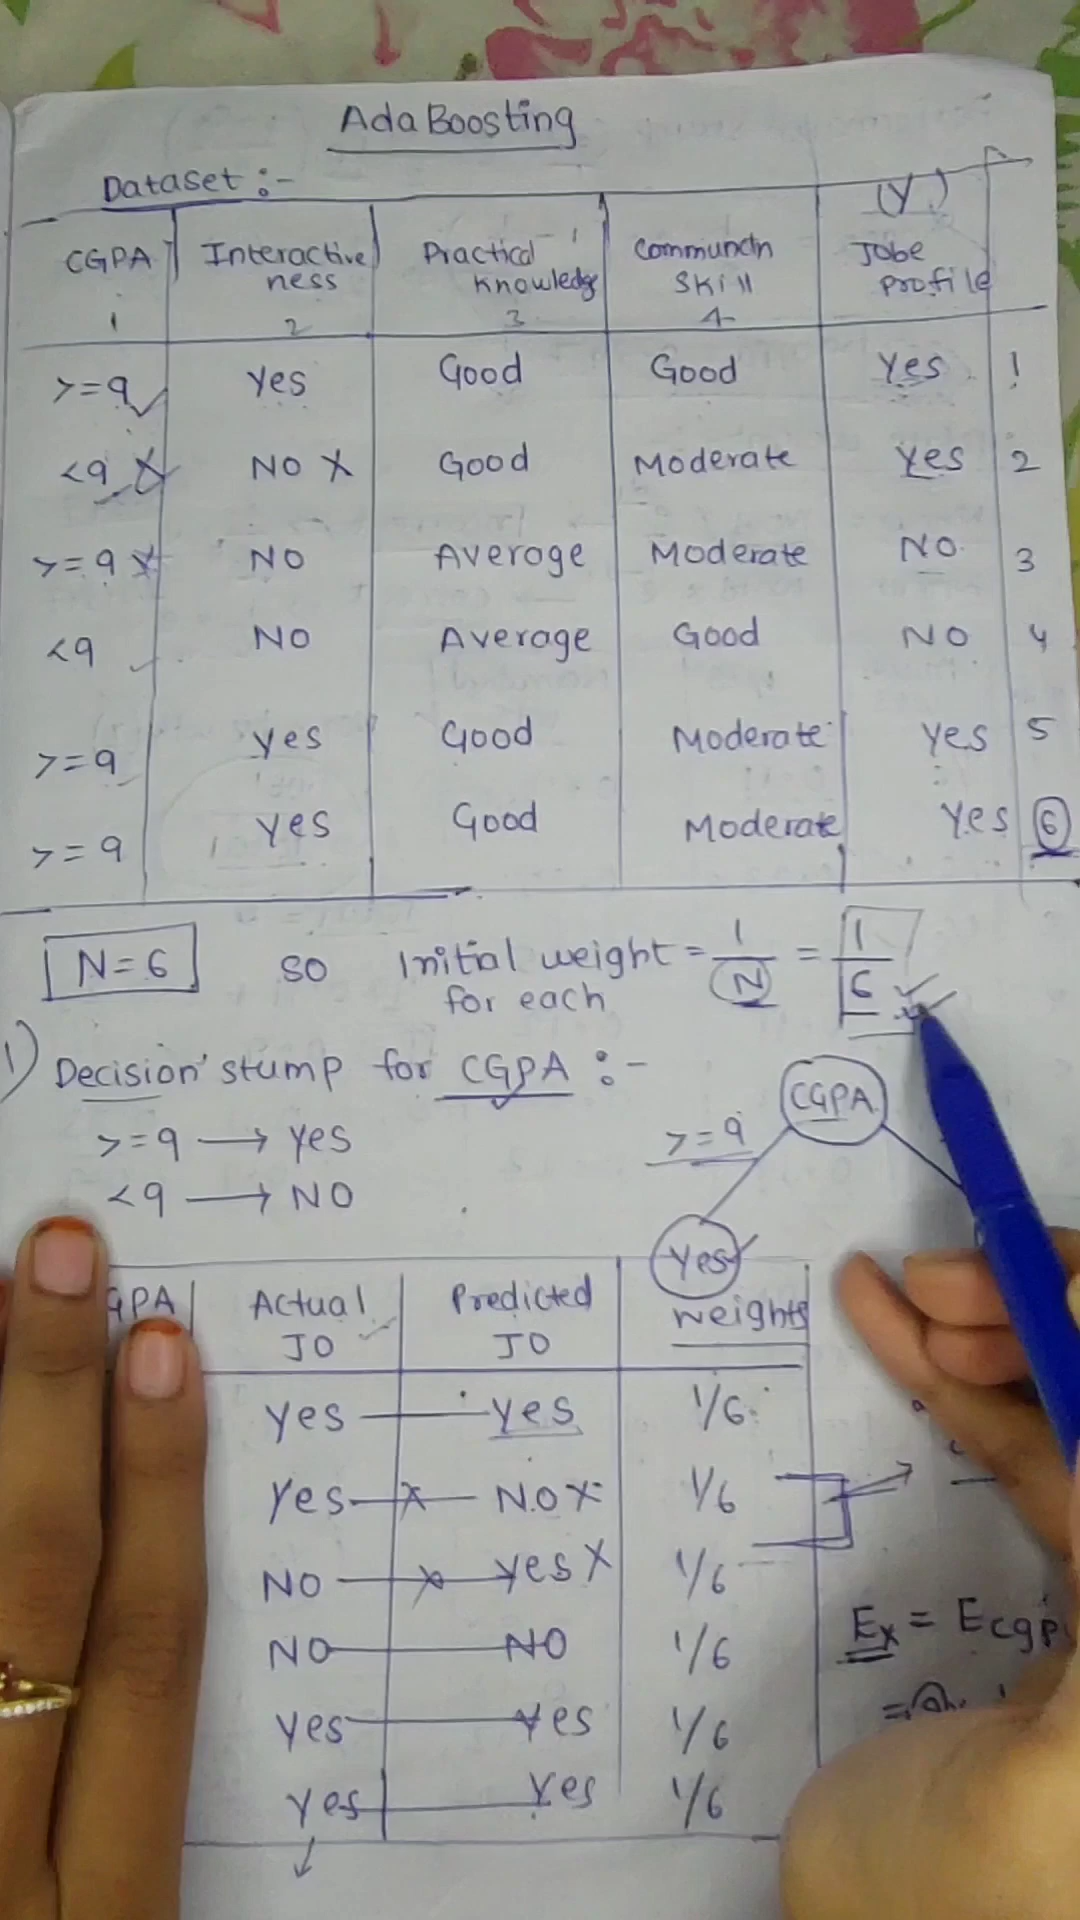 AdaBoosting
Dataset :-
(Y)
CGPA Interactive Practical Communctn Jobe
ness Knowledge Skill profile
1 2 3 4
>=9 Yes Good Good Yes 1
<9 X NO X Good Moderate Yes 2
>=9 X NO Average Moderate NO 3
<9 NO Average Good NO 4
>=9 Yes Good Moderate Yes 5
>=9 Yes Good Moderate Yes 6
N=6 so Initial weight = 1/N = 1/6
for each
1) Decision stump for CGPA :-
CGPA
>=9 → Yes >=9
<9 → NO
Yes
GPA Actual Predicted Weights
JO JO
Yes Yes 1/6
Yes X NO X 1/6
NO X Yes X 1/6
NO NO 1/6
Yes Yes 1/6
Yes Yes 1/6
Ex = Ecgp